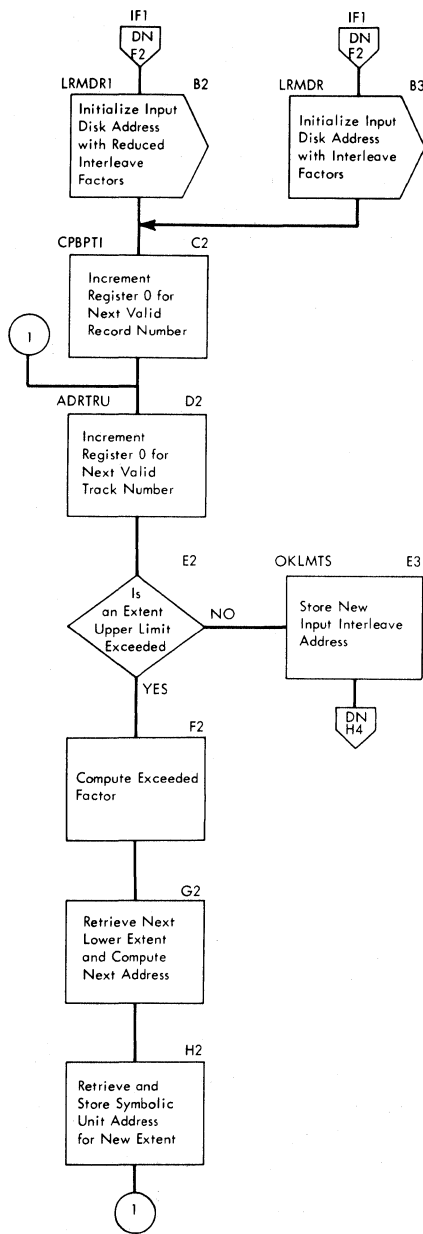 IF1
DN
F2
LRMDR1 B2
Initialize Input
Disk Address
with Reduced
Interleave
Factors
IF1
DN
F2
LRMDR B3
Initialize Input
Disk Address
with Interleave
Factors
CPBPTI C2
Increment
Register 0 for
Next Valid
Record Number
1
ADRTRU D2
Increment
Register 0 for
Next Valid
Track Number
E2
Is
an Extent
Upper Limit
Exceeded
NO
OKLMTS E3
Store New
Input Interleave
Address
DN
H4
YES
F2
Compute Exceeded
Factor
G2
Retrieve Next
Lower Extent
and Compute
Next Address
H2
Retrieve and
Store Symbolic
Unit Address
for New Extent
1